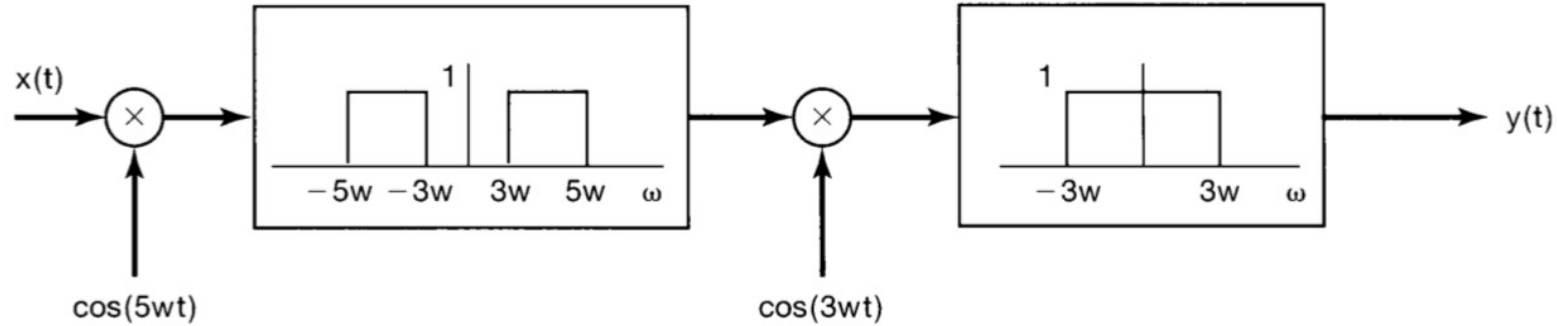 x(t)
×
cos(5wt)
1
−5w −3w 3w 5w ω
×
cos(3wt)
1
−3w 3w ω
y(t)